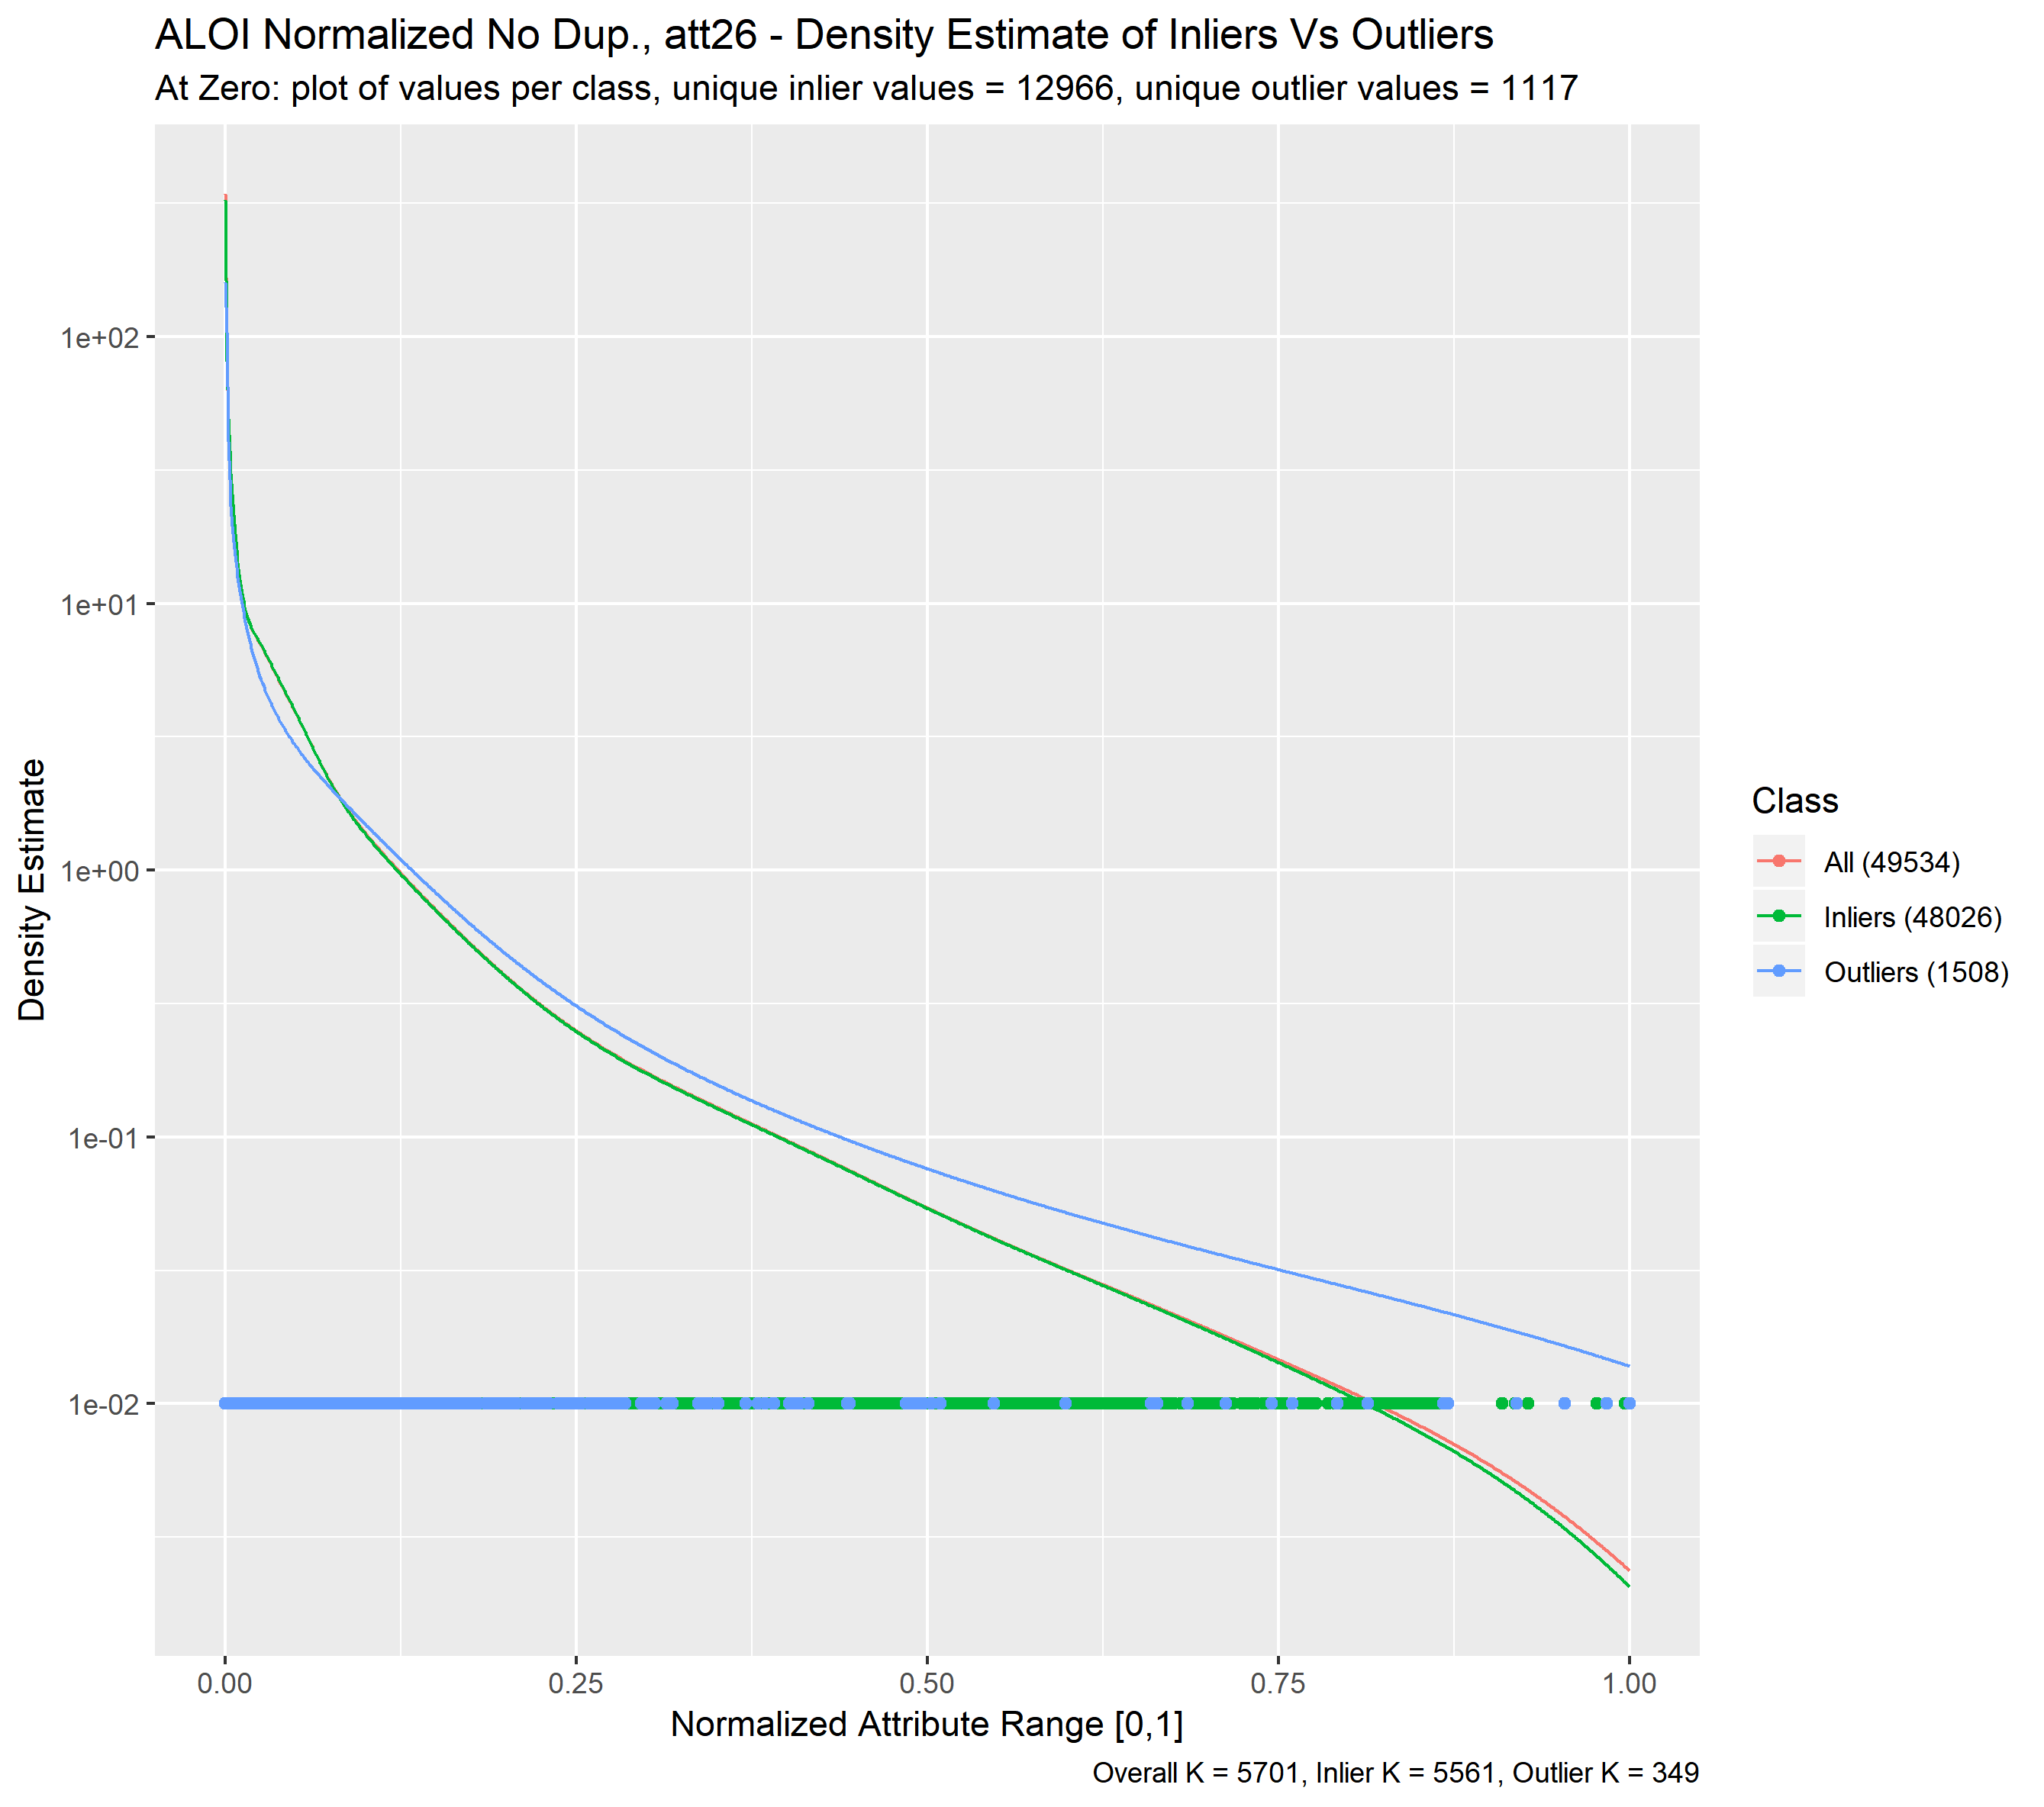 ALOI Normalized No Dup., att26 - Density Estimate of Inliers Vs Outliers
At Zero: plot of values per class, unique inlier values = 12966, unique outlier values = 1117
1e+02
1e+01
1e+00
1e-01
1e-02
Density Estimate
0.00 0.25 0.50 0.75 1.00
Normalized Attribute Range [0,1]
Overall K = 5701, Inlier K = 5561, Outlier K = 349
Class
All (49534)
Inliers (48026)
Outliers (1508)